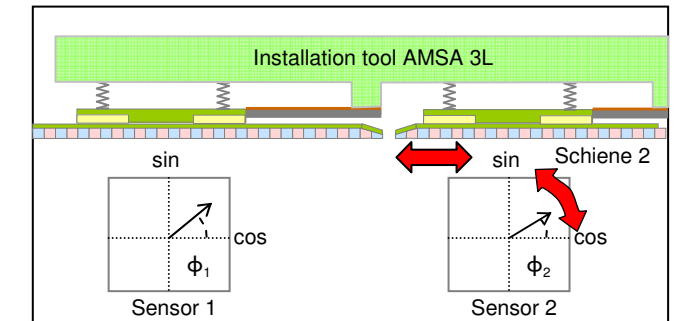 Installation tool AMSA 3L
sin sin Schiene 2
cos cos
ϕ1 ϕ2
Sensor 1 Sensor 2